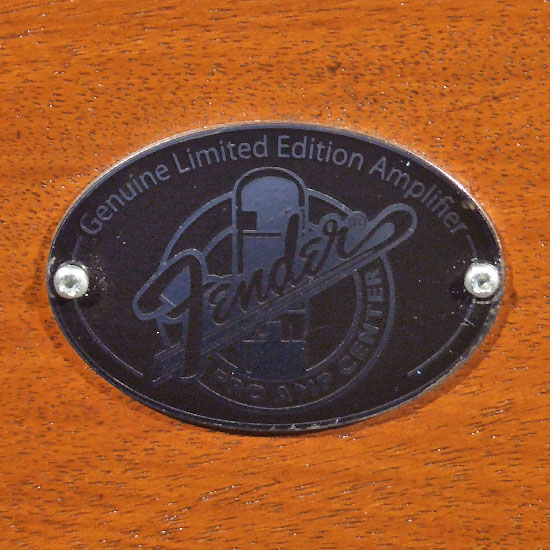 Genuine Limited Edition Amplifier
Fender®
PRO AMP CENTER